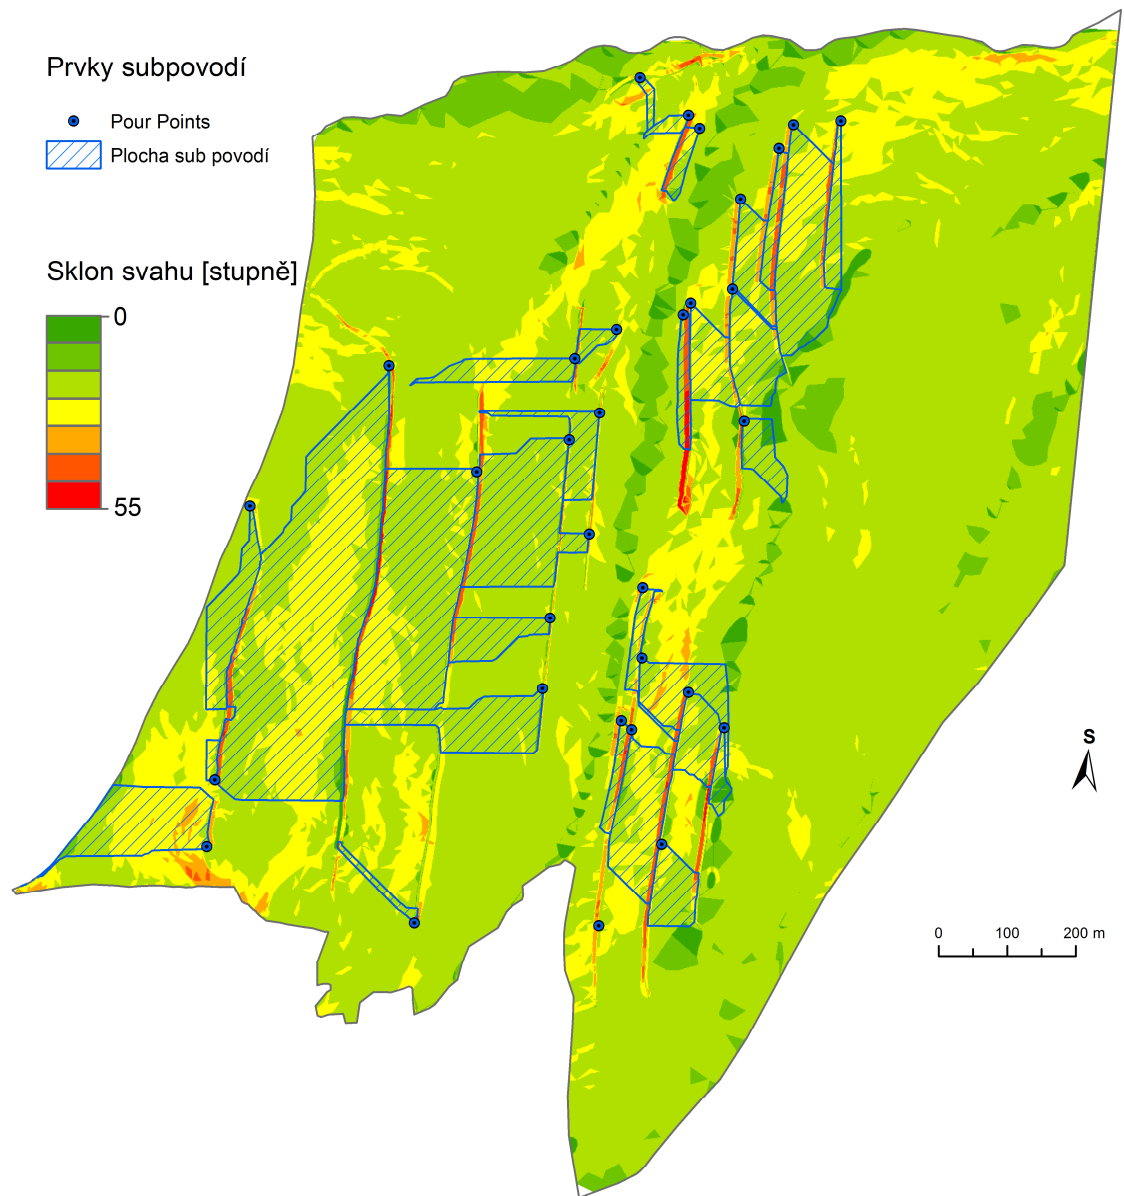 Prvky subpovodí
Pour Points
Plocha sub povodí
Sklon svahu [stupně]
0
55
S
0 100 200 m